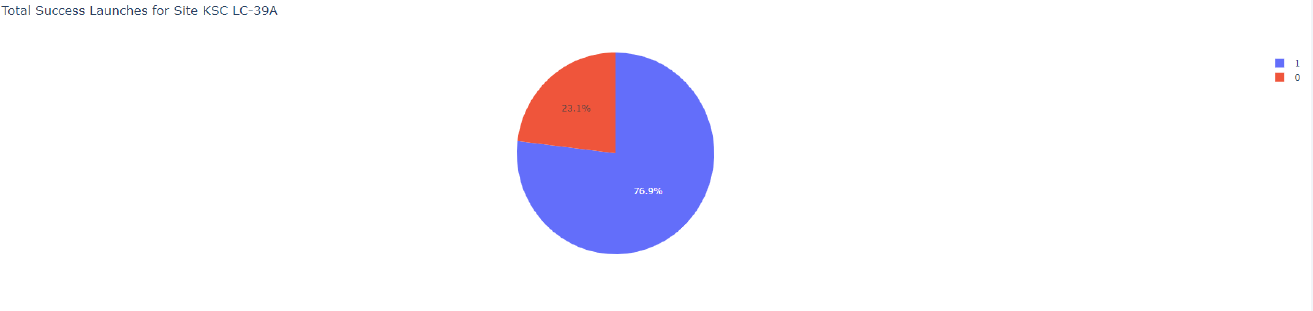 Total Success Launches for Site KSC LC-39A
1
0
23.1%
76.9%